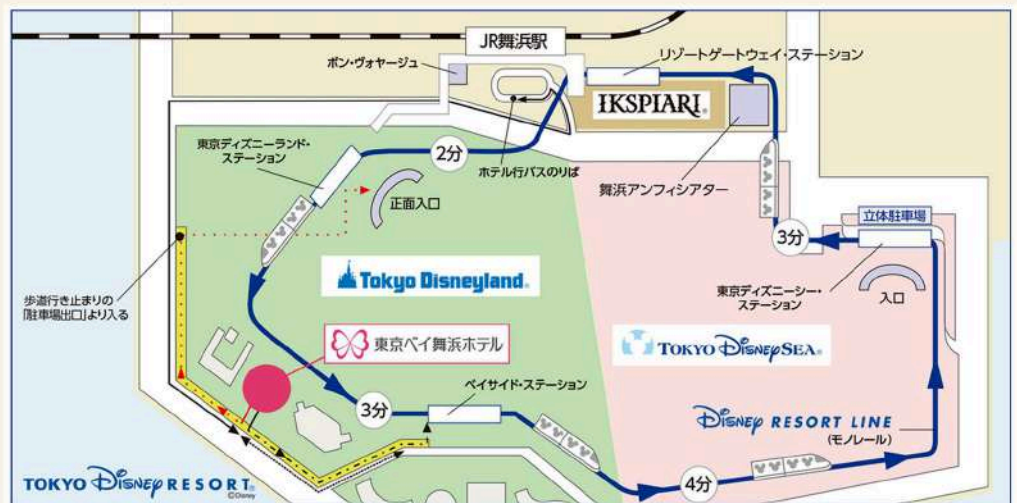 JR舞浜駅
ボン・ヴォヤージュ
リゾートゲートウェイ・ステーション
IKSPIARI®
東京ディズニーランド・
ステーション
2分
ホテル行バスのりば
舞浜アンフィシアター
正面入口
立体駐車場
3分
東京ディズニーシー・
ステーション
入口
Tokyo Disneyland®
歩道行き止まりの
「駐車場出口」より入る
東京ベイ舞浜ホテル
TOKYO DISNEYSEA®
ベイサイド・ステーション
3分
DISNEY RESORT LINE
(モノレール)
4分
TOKYO DISNEY RESORT®
©Disney